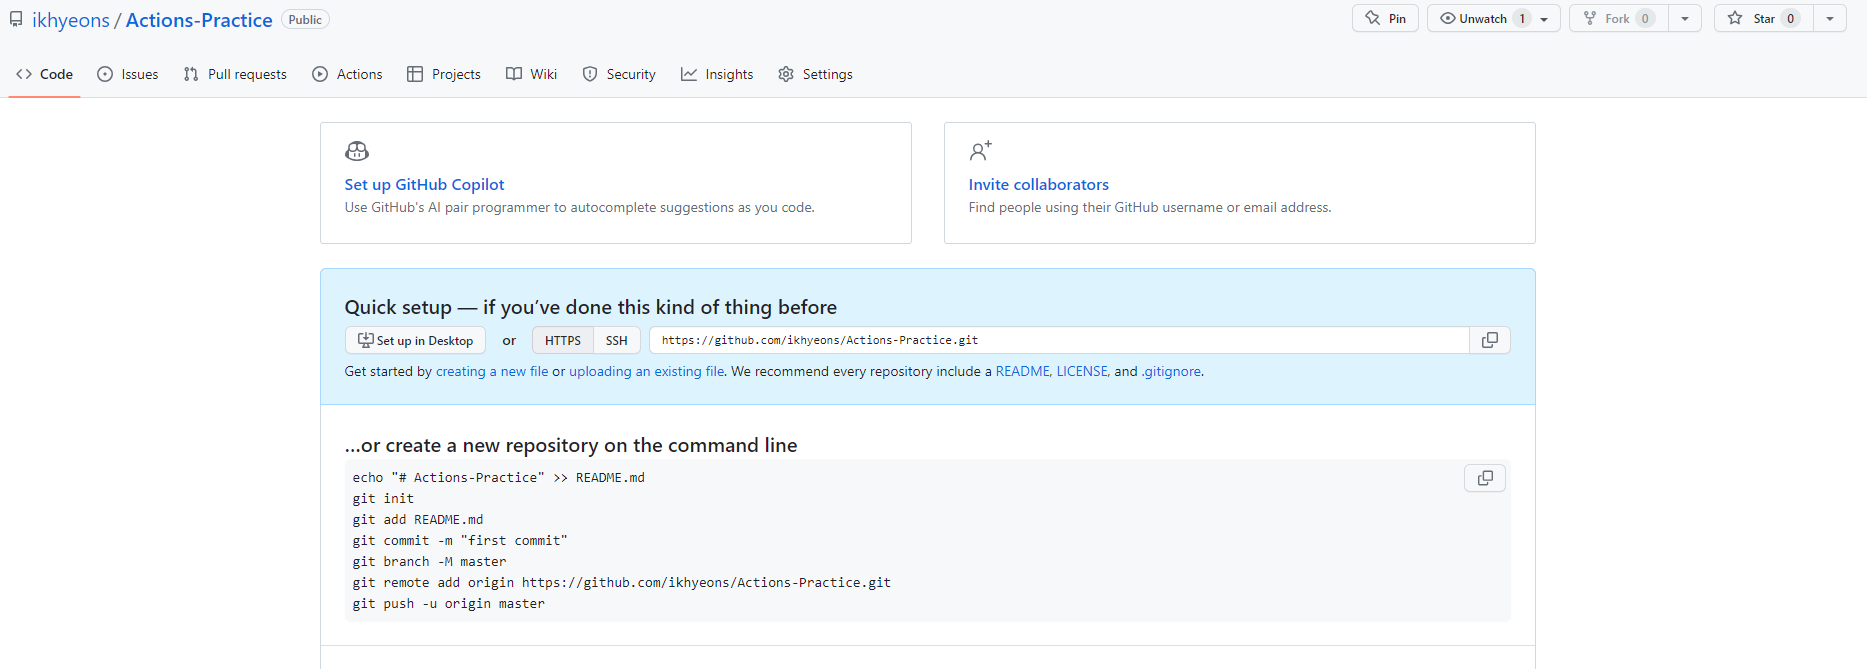 ikhyeons / Actions-Practice Public Pin Unwatch 1 Fork 0 Star 0
Code Issues Pull requests Actions Projects Wiki Security Insights Settings
Set up GitHub Copilot
Use GitHub's AI pair programmer to autocomplete suggestions as you code.
Invite collaborators
Find people using their GitHub username or email address.
Quick setup — if you’ve done this kind of thing before
Set up in Desktop or HTTPS SSH https://github.com/ikhyeons/Actions-Practice.git
Get started by creating a new file or uploading an existing file. We recommend every repository include a README, LICENSE, and .gitignore.
…or create a new repository on the command line
echo "# Actions-Practice" >> README.md
git init
git add README.md
git commit -m "first commit"
git branch -M master
git remote add origin https://github.com/ikhyeons/Actions-Practice.git
git push -u origin master